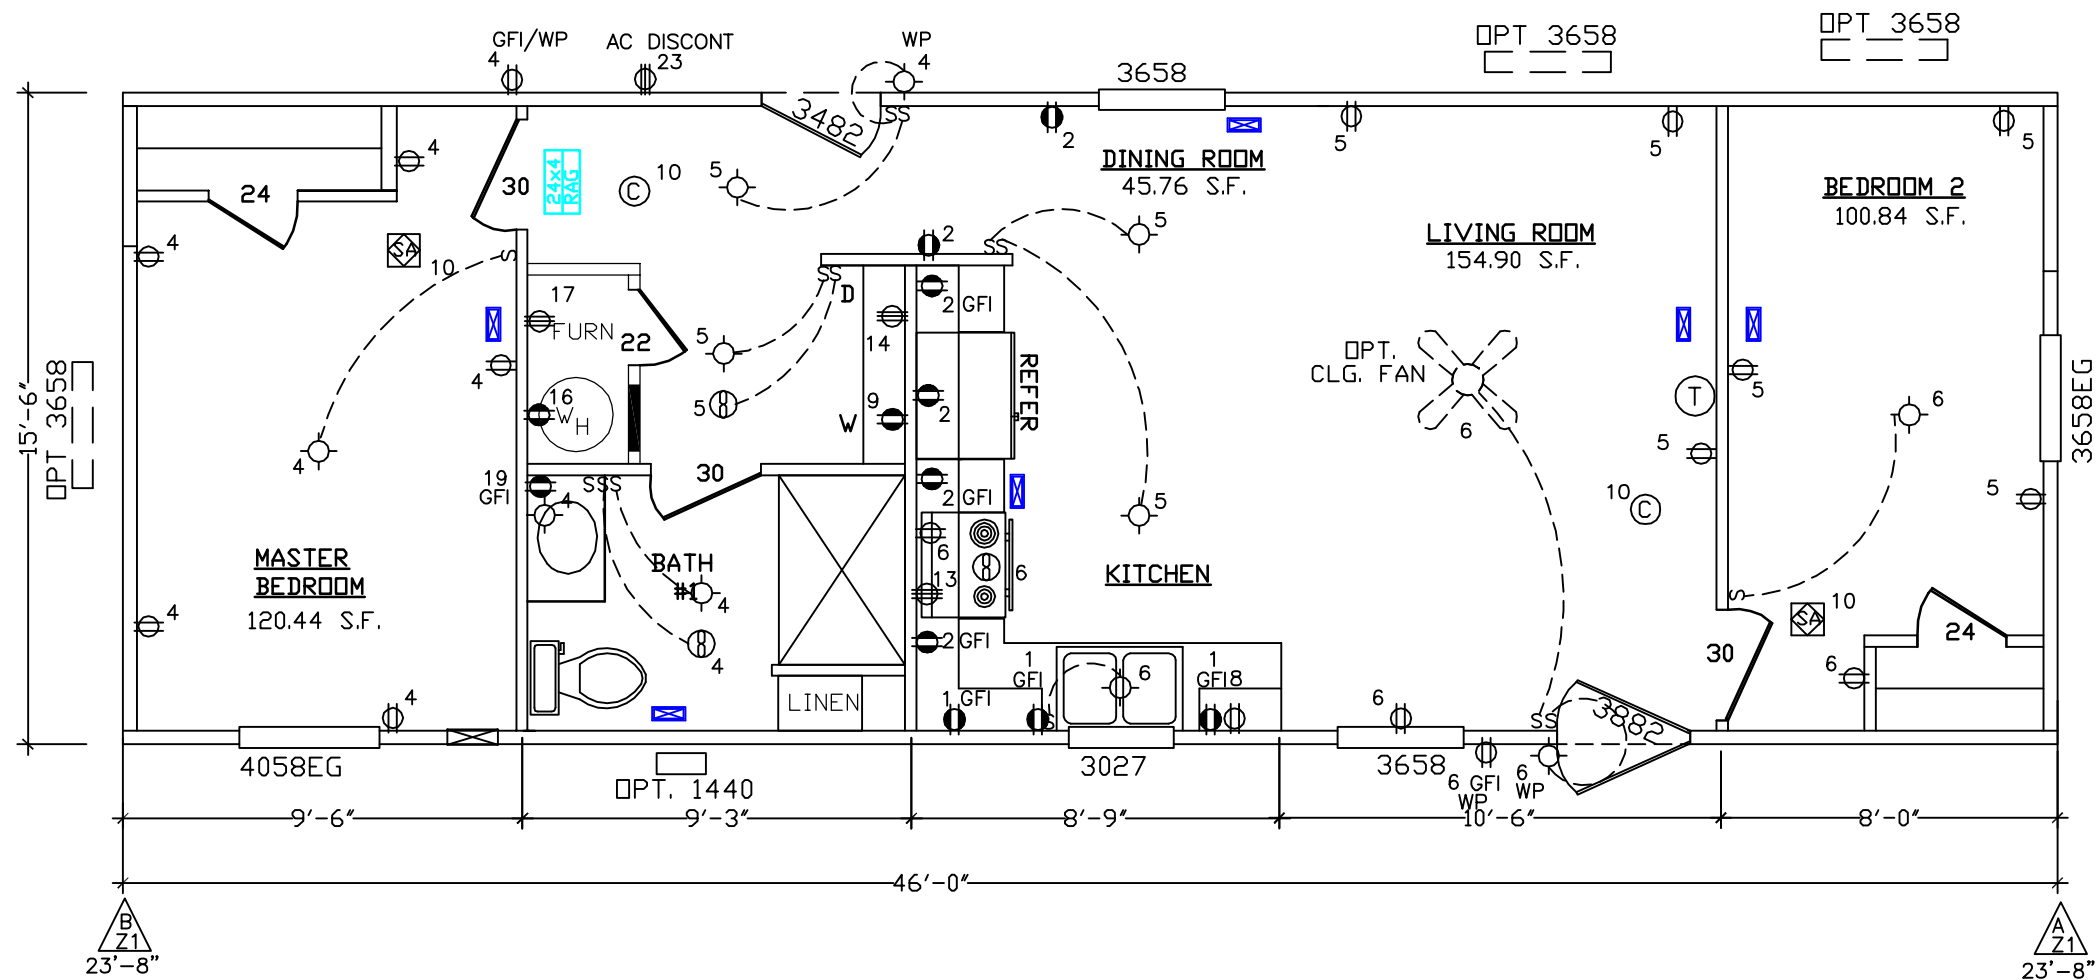 GFI/WP
4
AC DISCONT
23
WP
4
3658
OPT 3658
OPT 3658
3482
SS
2
5
5
5
4
24
30
24x4
RAG
C
10
5
DINING ROOM
45.76 S.F.
BEDROOM 2
100.84 S.F.
LIVING ROOM
154.90 S.F.
4
SA
10
S
2
SS
5
SS
D
17
FURN
22
5
14
2 GFI
REFER
OPT.
CLG. FAN
6
T
5
6
3658EG
15'-6"
OPT 3658
4
16
W
H
5
9
W
2
4
19
GFI
4
SSS
30
2 GFI
5
5
10
C
5
MASTER
BEDROOM
120.44 S.F.
BATH
#1
4
6
13
6
KITCHEN
S
SA
10
24
30
4
4
2 GFI
6
LINEN
1
GFI
1 GFI
S
6
1
GFI
8
6
SS
3882
4
4058EG
OPT. 1440
3027
3658
6 GFI
WP
6
WP
9'-6"
9'-3"
8'-9"
10'-6"
8'-0"
46'-0"
B
Z1
23'-8"
A
Z1
23'-8"